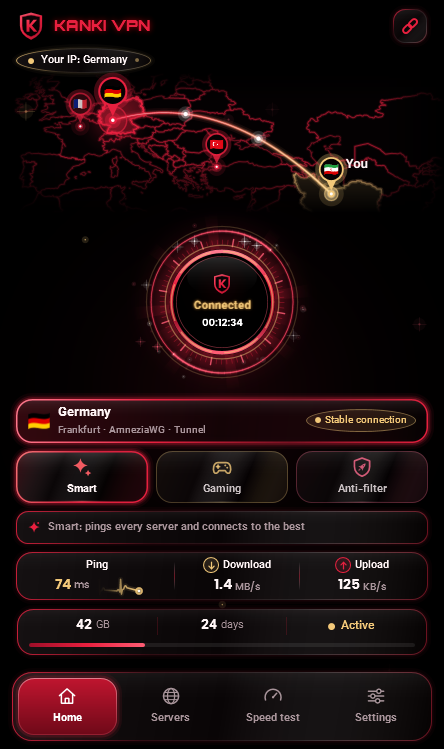 KANKI VPN
Your IP: Germany
You
Connected
00:12:34
Germany
Frankfurt · AmneziaWG · Tunnel
Stable connection
Smart
Gaming
Anti-filter
Smart: pings every server and connects to the best
Ping
Download
Upload
74 ms
1.4 MB/s
125 KB/s
42 GB
24 days
Active
Home
Servers
Speed test
Settings